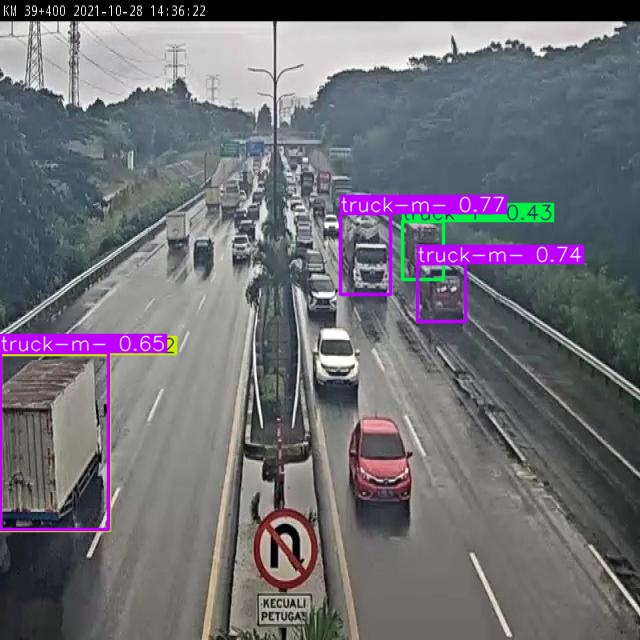 KM 39+400 2021-10-28 14:36:22
truck-m- 0.77
0.43
truck-m- 0.74
truck-m- 0.65
KECUALI
PETUGAS